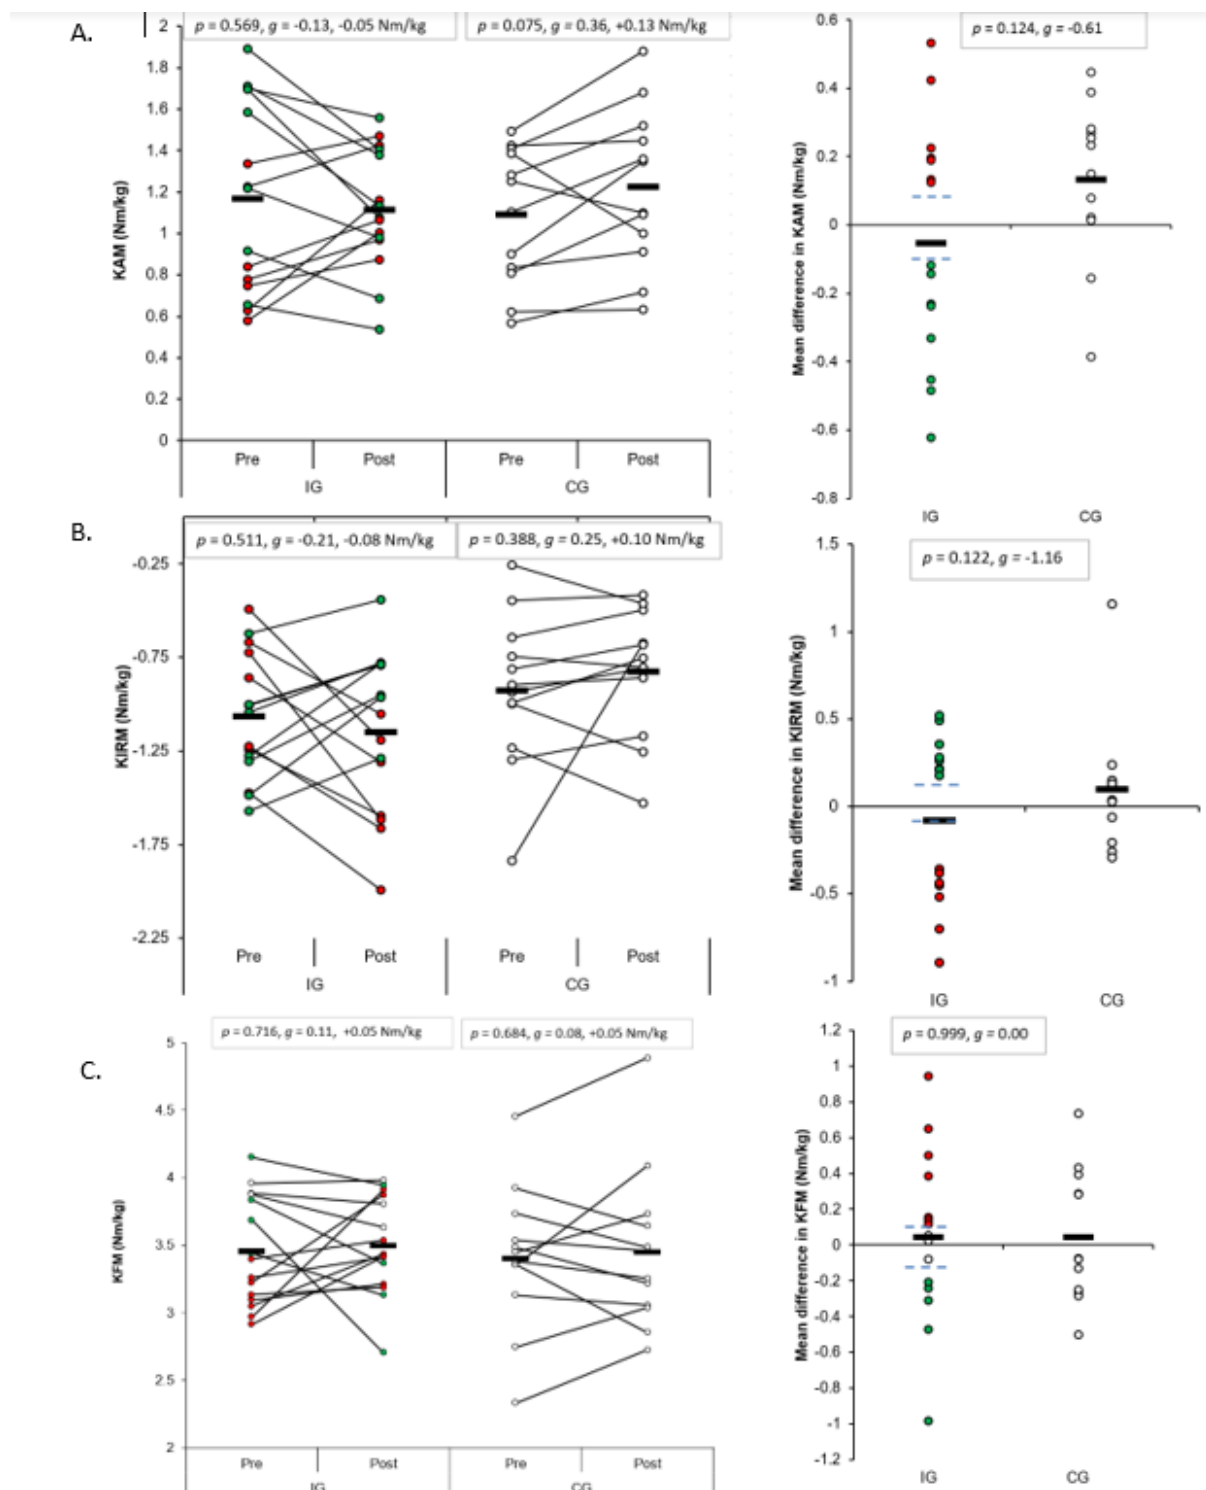 A.
p = 0.569, g = -0.13, -0.05 Nm/kg
p = 0.075, g = 0.36, +0.13 Nm/kg
KAM (Nm/kg)
2
1.8
1.6
1.4
1.2
1
0.8
0.6
0.4
0.2
0
Pre
Post
Pre
Post
IG
CG
p = 0.124, g = -0.61
Mean difference in KAM (Nm/kg)
0.6
0.4
0.2
0
-0.2
-0.4
-0.6
-0.8
IG
CG
B.
p = 0.511, g = -0.21, -0.08 Nm/kg
p = 0.388, g = 0.25, +0.10 Nm/kg
KIRM (Nm/kg)
-0.25
-0.75
-1.25
-1.75
-2.25
Pre
Post
Pre
Post
IG
CG
p = 0.122, g = -1.16
Mean difference in KIRM (Nm/kg)
1.5
1
0.5
0
-0.5
-1
IG
CG
C.
p = 0.716, g = 0.11, +0.05 Nm/kg
p = 0.684, g = 0.08, +0.05 Nm/kg
KFM (Nm/kg)
5
4.5
4
3.5
3
2.5
2
Pre
Post
Pre
Post
IG
CG
p = 0.999, g = 0.00
Mean difference in KFM (Nm/kg)
1.2
1
0.8
0.6
0.4
0.2
0
-0.2
-0.4
-0.6
-0.8
-1
-1.2
IG
CG